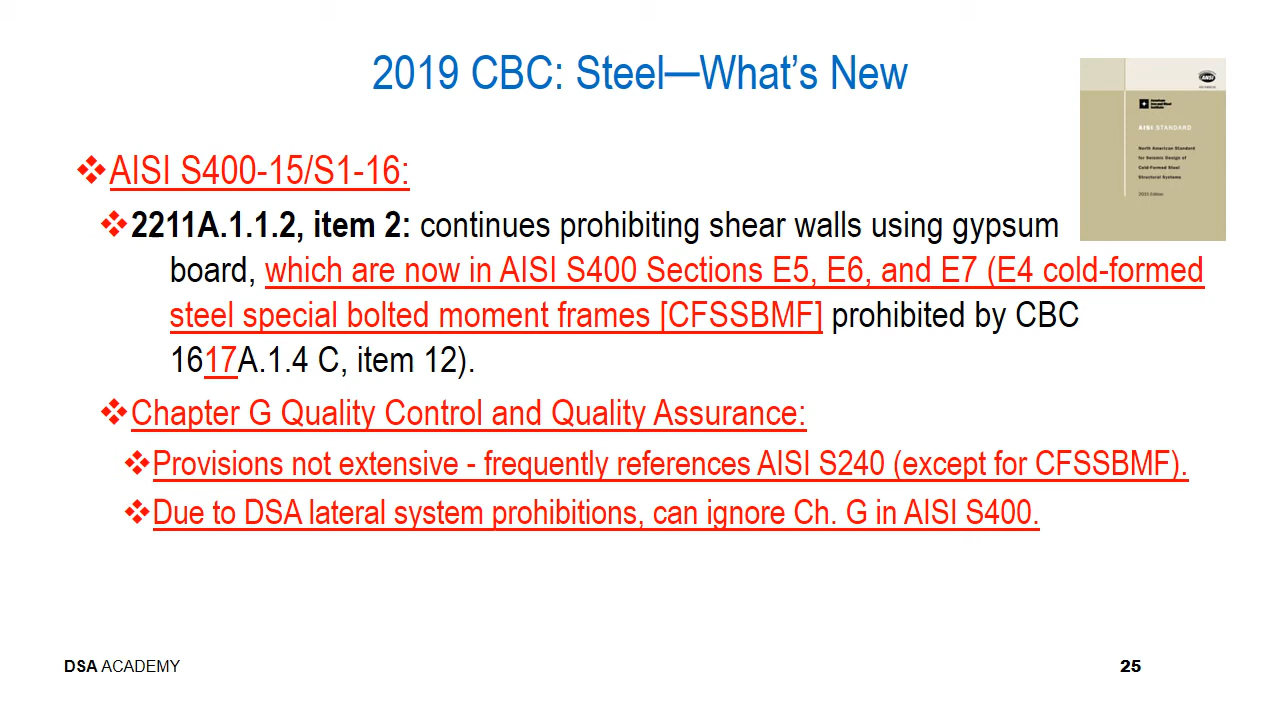 2019 CBC: Steel—What's New
ANSI
AISI STANDARD
North American Standard
for Seismic Design of
Cold-Formed Steel
Structural Systems
2015 Edition
❖AISI S400-15/S1-16:
❖2211A.1.1.2, item 2: continues prohibiting shear walls using gypsum
board, which are now in AISI S400 Sections E5, E6, and E7 (E4 cold-formed
steel special bolted moment frames [CFSSBMF] prohibited by CBC
1617A.1.4 C, item 12).
❖Chapter G Quality Control and Quality Assurance:
❖Provisions not extensive - frequently references AISI S240 (except for CFSSBMF).
❖Due to DSA lateral system prohibitions, can ignore Ch. G in AISI S400.
DSA ACADEMY
25